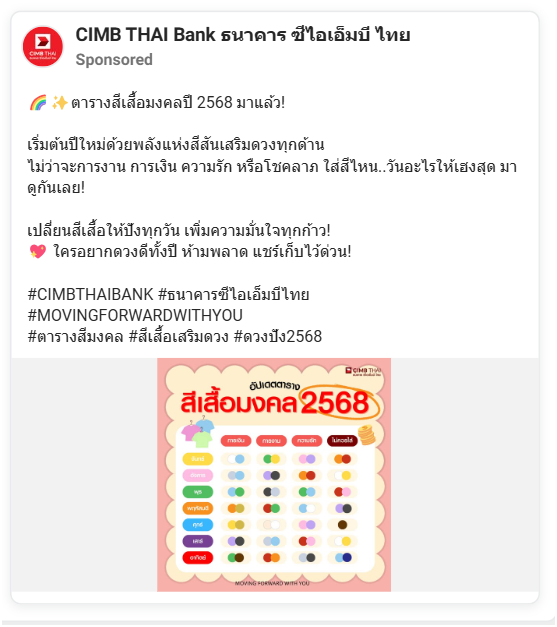 CIMB THAI Bank ธนาคาร ซีไอเอ็มบี ไทย
Sponsored
🌈 ✨ ตารางสีเสื้อมงคลปี 2568 มาแล้ว!
เริ่มต้นปีใหม่ด้วยพลังแห่งสีสันเสริมดวงทุกด้าน
ไม่ว่าจะการงาน การเงิน ความรัก หรือโชคลาภ ใส่สีไหน..วันอะไรให้เฮงสุด มา
ดูกันเลย!
เปลี่ยนสีเสื้อให้ปังทุกวัน เพิ่มความมั่นใจทุกก้าว!
💖 ใครอยากดวงดีทั้งปี ห้ามพลาด แชร์เก็บไว้ด่วน!
#CIMBTHAIBANK #ธนาคารซีไอเอ็มบีไทย
#MOVINGFORWARDWITHYOU
#ตารางสีมงคล #สีเสื้อเสริมดวง #ดวงปัง2568
CIMB THAI
อัปเดตตาราง
สีเสื้อมงคล 2568
การเงิน การงาน ความรัก ไม่ควรใส่
จันทร์
อังคาร
พุธ
พฤหัสบดี
ศุกร์
เสาร์
อาทิตย์
MOVING FORWARD WITH YOU